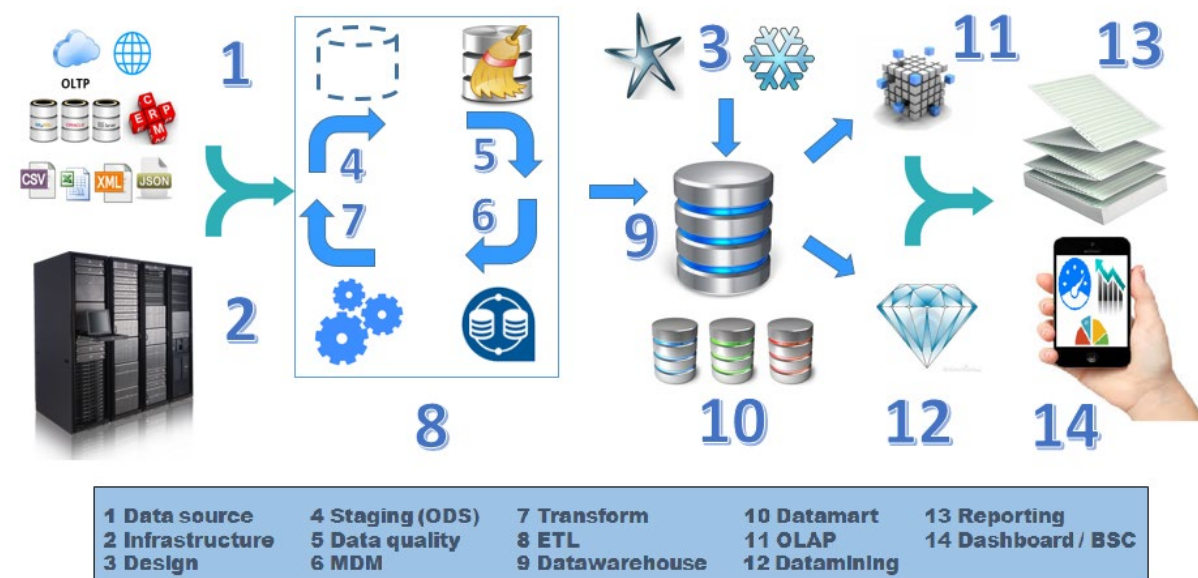 1
3
11
13
OLTP
ERP
CRM
4
5
CSV
XML
JSON
7
6
9
2
8
10
12
14
1 Data source
2 Infrastructure
3 Design
4 Staging (ODS)
5 Data quality
6 MDM
7 Transform
8 ETL
9 Datawarehouse
10 Datamart
11 OLAP
12 Datamining
13 Reporting
14 Dashboard / BSC